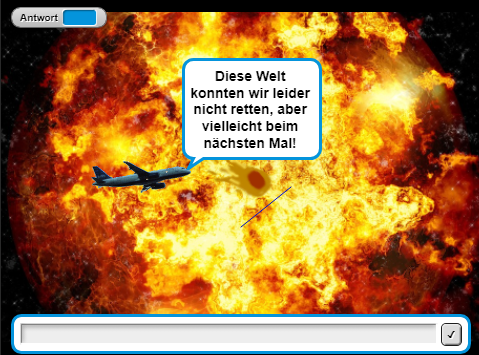 Antwort
Diese Welt
konnten wir leider
nicht retten, aber
vielleicht beim
nächsten Mal!